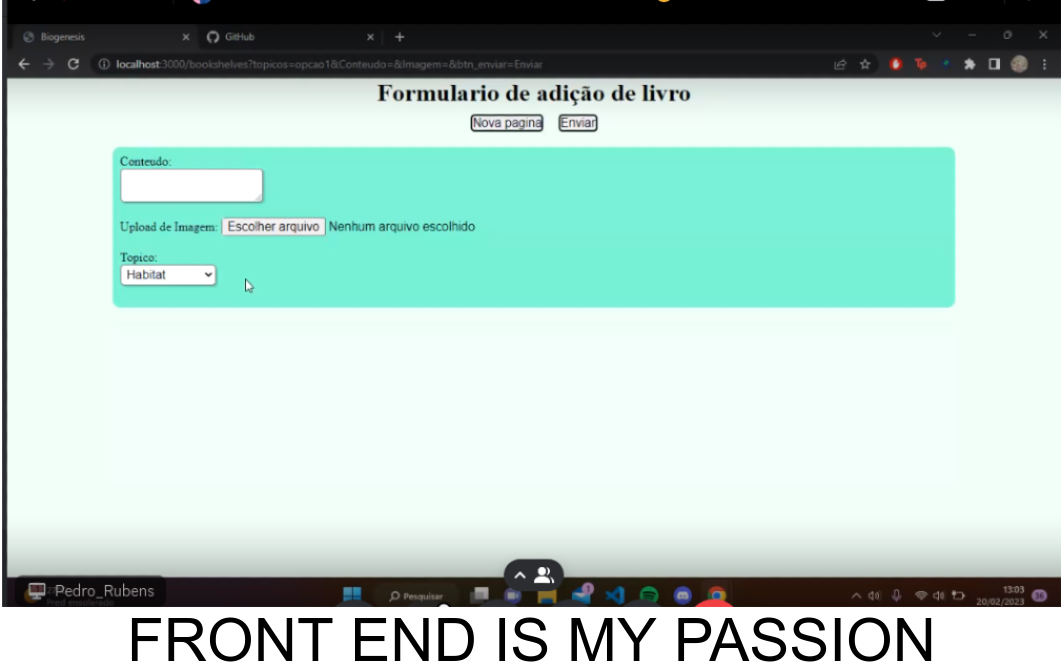 Biogenesis
GitHub
localhost:3000/bookshelves?topicos=opcao1&Conteudo=&Imagem=&btn_enviar=Enviar
Formulario de adição de livro
Nova pagina Enviar
Conteudo:
Upload de Imagem: Escolher arquivo Nenhum arquivo escolhido
Topico:
Habitat
Pedro_Rubens
Pesquisar
13:03
20/02/2023
FRONT END IS MY PASSION